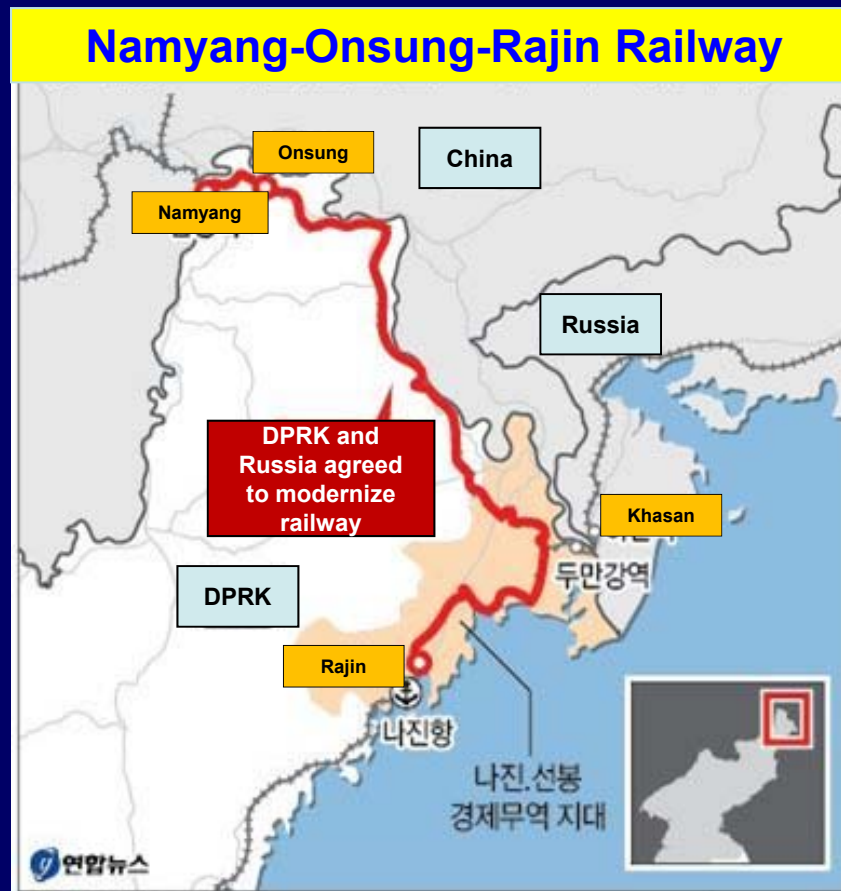 Namyang-Onsung-Rajin Railway
Onsung
China
Namyang
Russia
DPRK and
Russia agreed
to modernize
railway
Khasan
두만강역
DPRK
Rajin
나진항
나진.선봉
경제무역 지대
연합뉴스